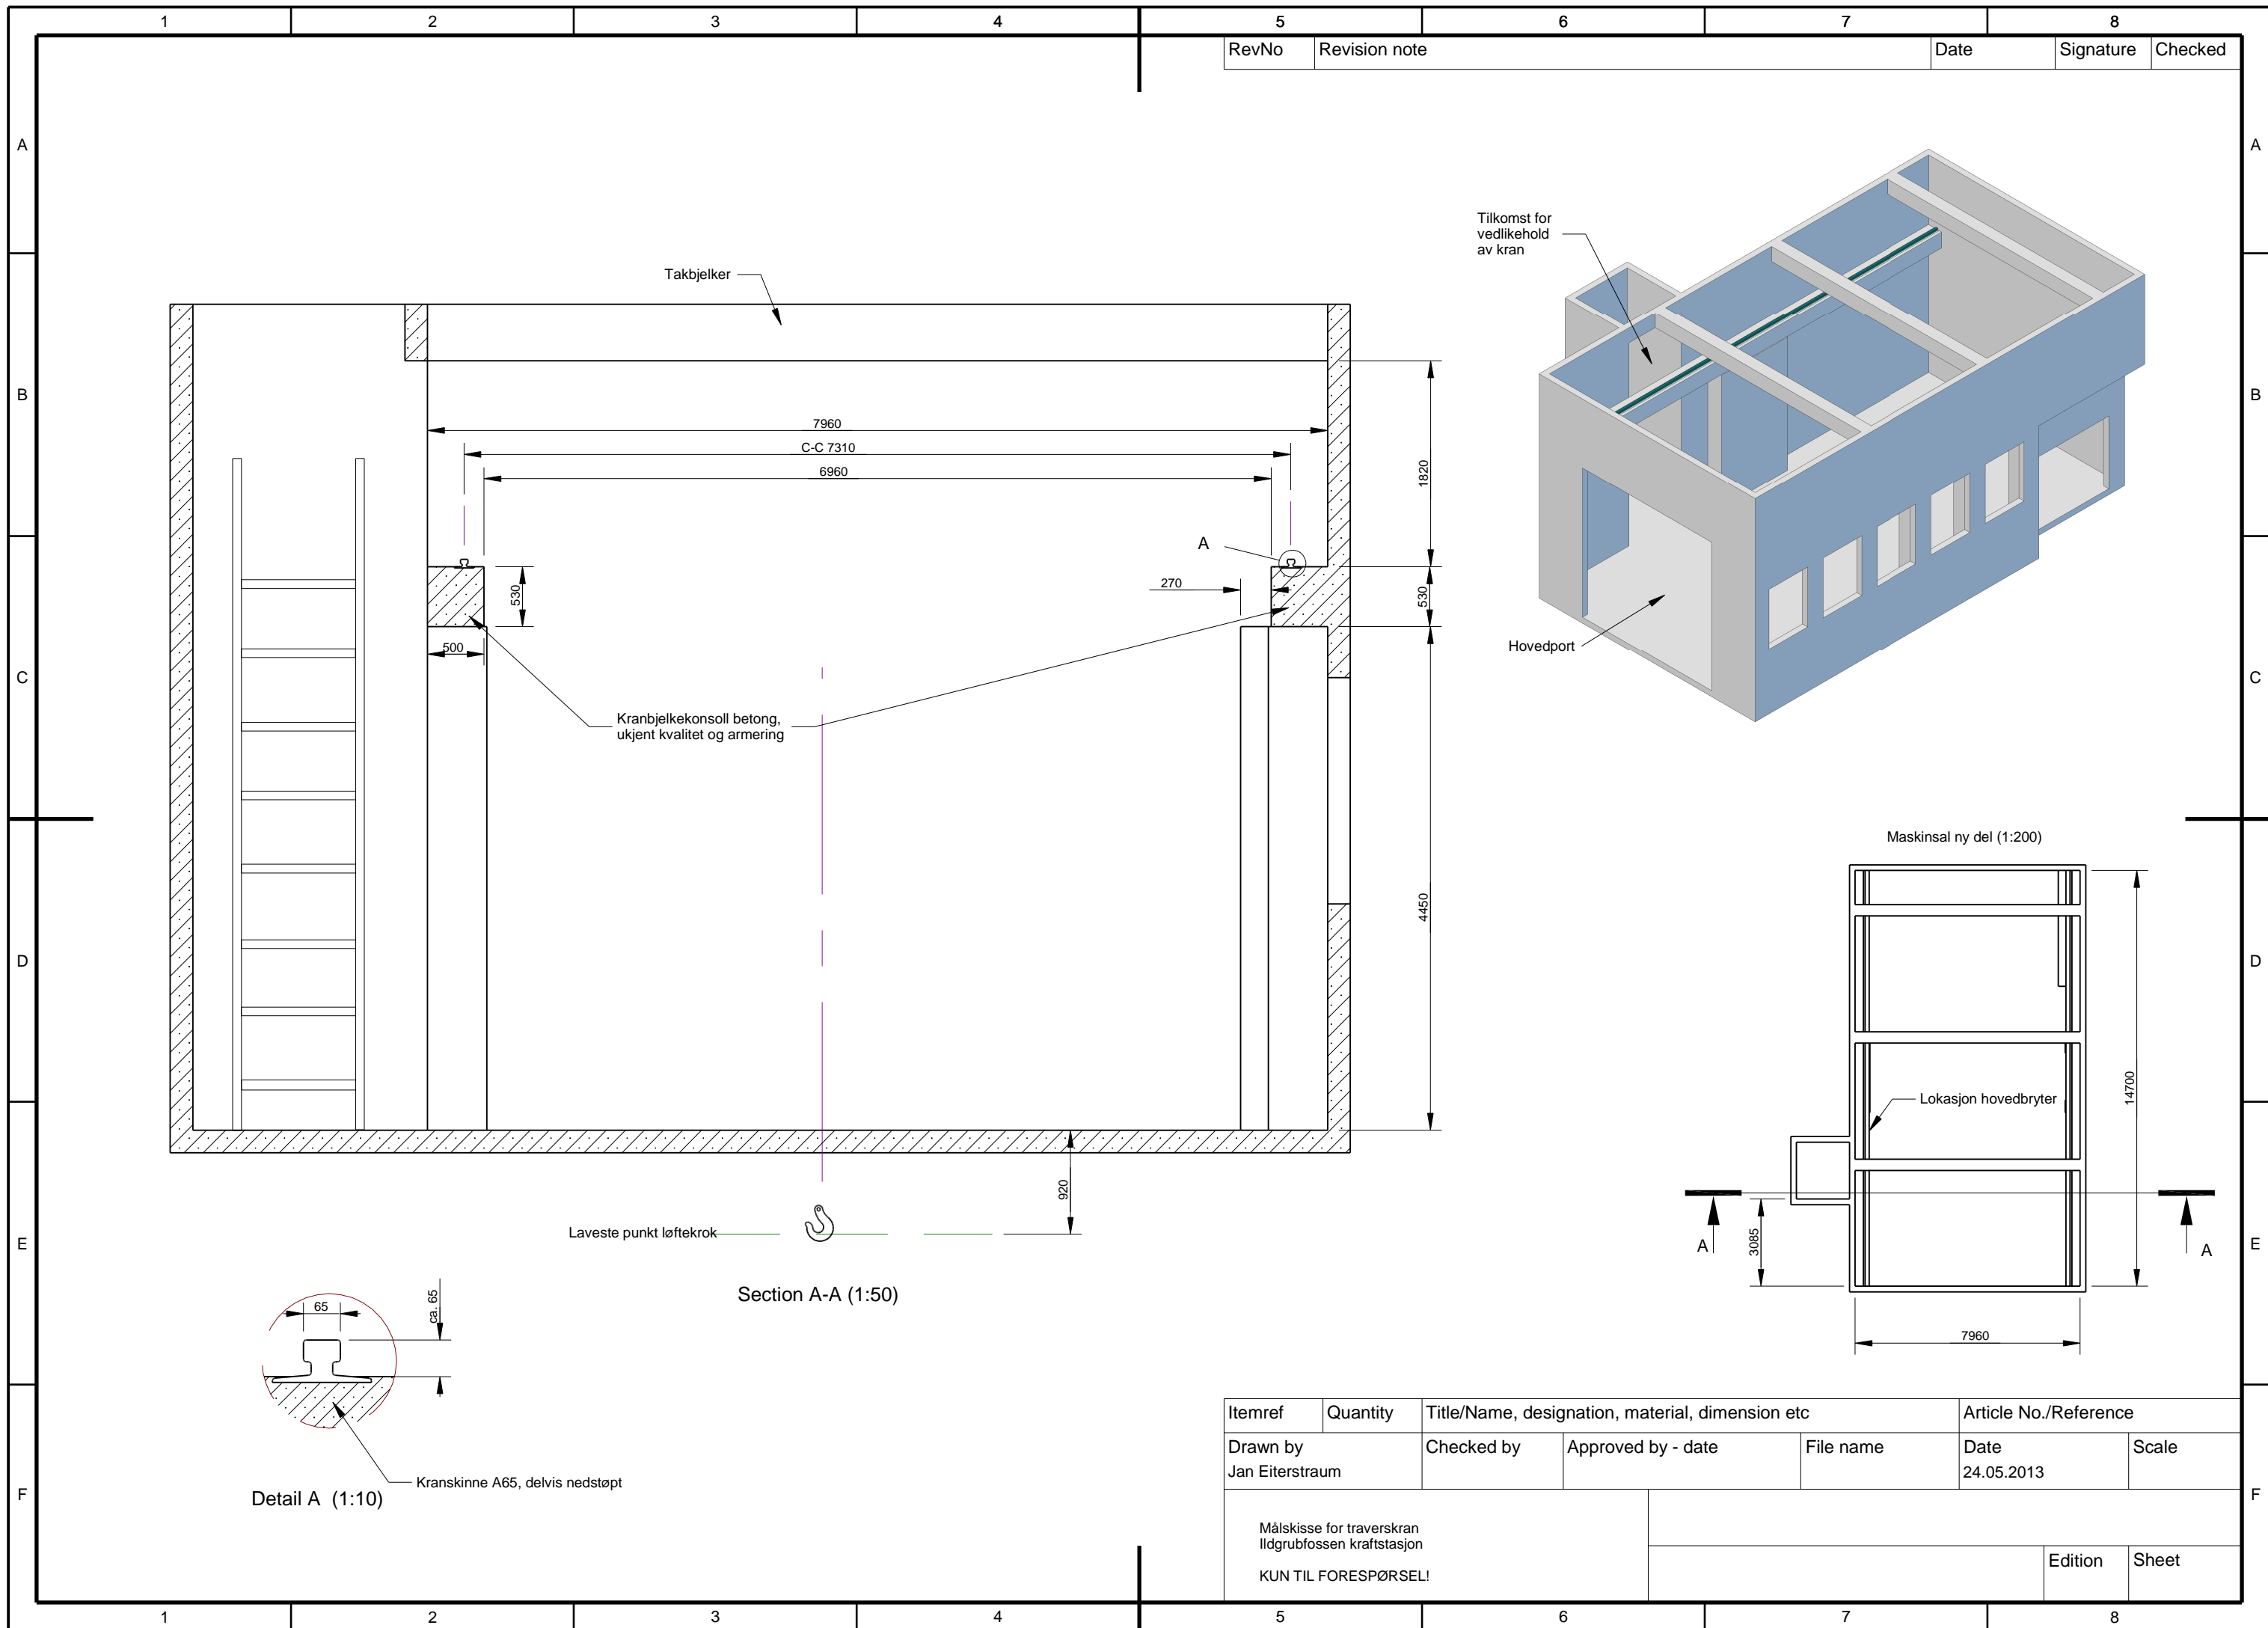 1 2 3 4 5 6 7 8
RevNo Revision note Date Signature Checked
A A
Tilkomst for
vedlikehold
av kran
Takbjelker
B B
7960
C-C 7310
6960
1820
A
270
530
530
500
Hovedport
C C
Kranbjelkekonsoll betong,
ukjent kvalitet og armering
Maskinsal ny del (1:200)
4450
D D
14700
Lokasjon hovedbryter
920
Laveste punkt løftekrok
A A
3085
E E
Section A-A (1:50)
7960
65
ca. 65
Kranskinne A65, delvis nedstøpt
Detail A (1:10)
F F
Itemref Quantity Title/Name, designation, material, dimension etc Article No./Reference
Drawn by Checked by Approved by - date File name Date Scale
Jan Eiterstraum 24.05.2013
Målskisse for traverskran
Ildgrubfossen kraftstasjon
KUN TIL FORESPØRSEL!
Edition Sheet
1 2 3 4 5 6 7 8